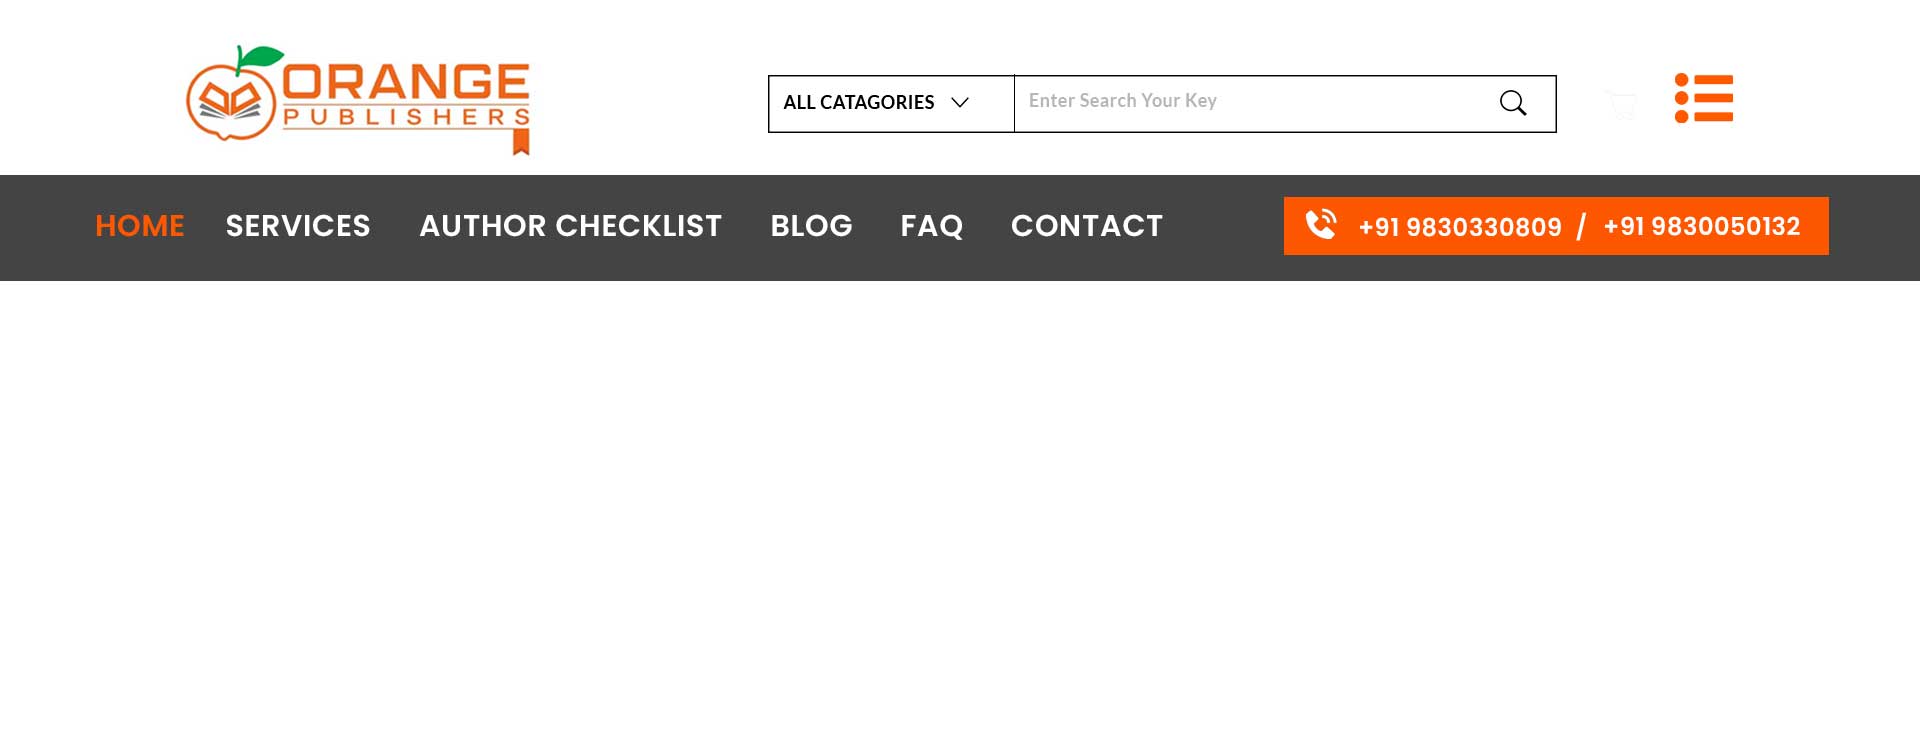 ORANGE
PUBLISHERS
ALL CATAGORIES
Enter Search Your Key
HOME SERVICES AUTHOR CHECKLIST BLOG FAQ CONTACT
+91 9830330809 / +91 9830050132